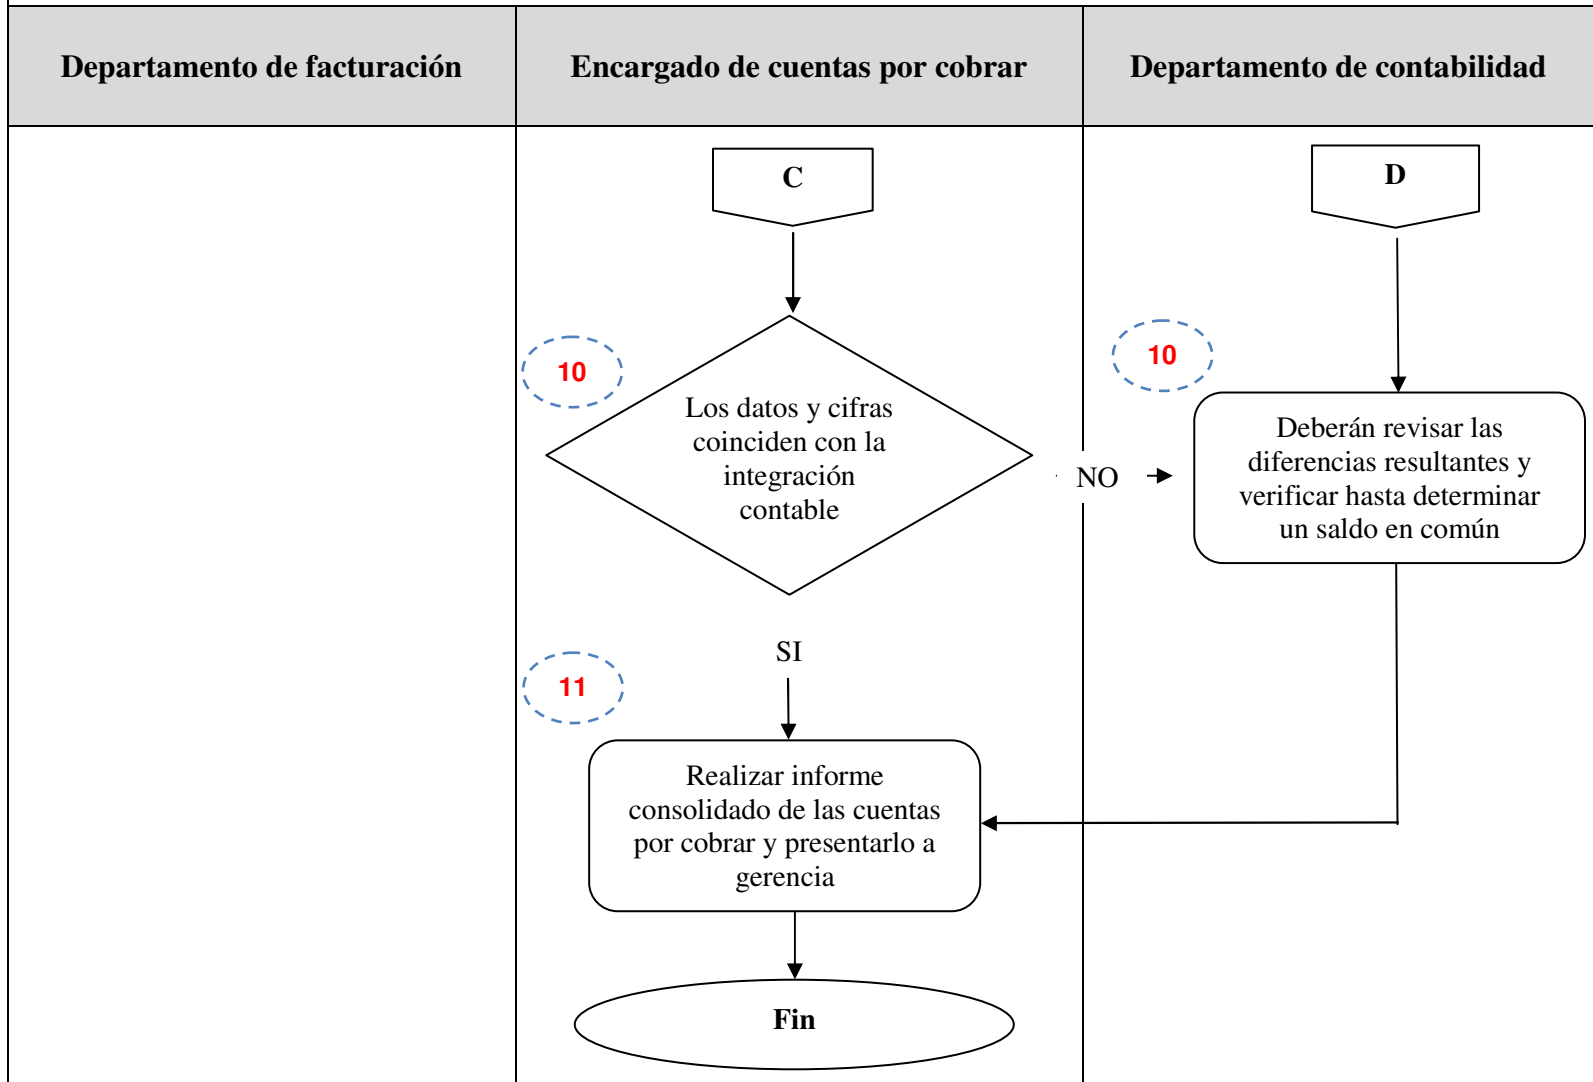 Departamento de facturación
Encargado de cuentas por cobrar
Departamento de contabilidad
C
D
10
Los datos y cifras
coinciden con la
integración
contable
NO
10
Deberán revisar las
diferencias resultantes y
verificar hasta determinar
un saldo en común
SI
11
Realizar informe
consolidado de las cuentas
por cobrar y presentarlo a
gerencia
Fin